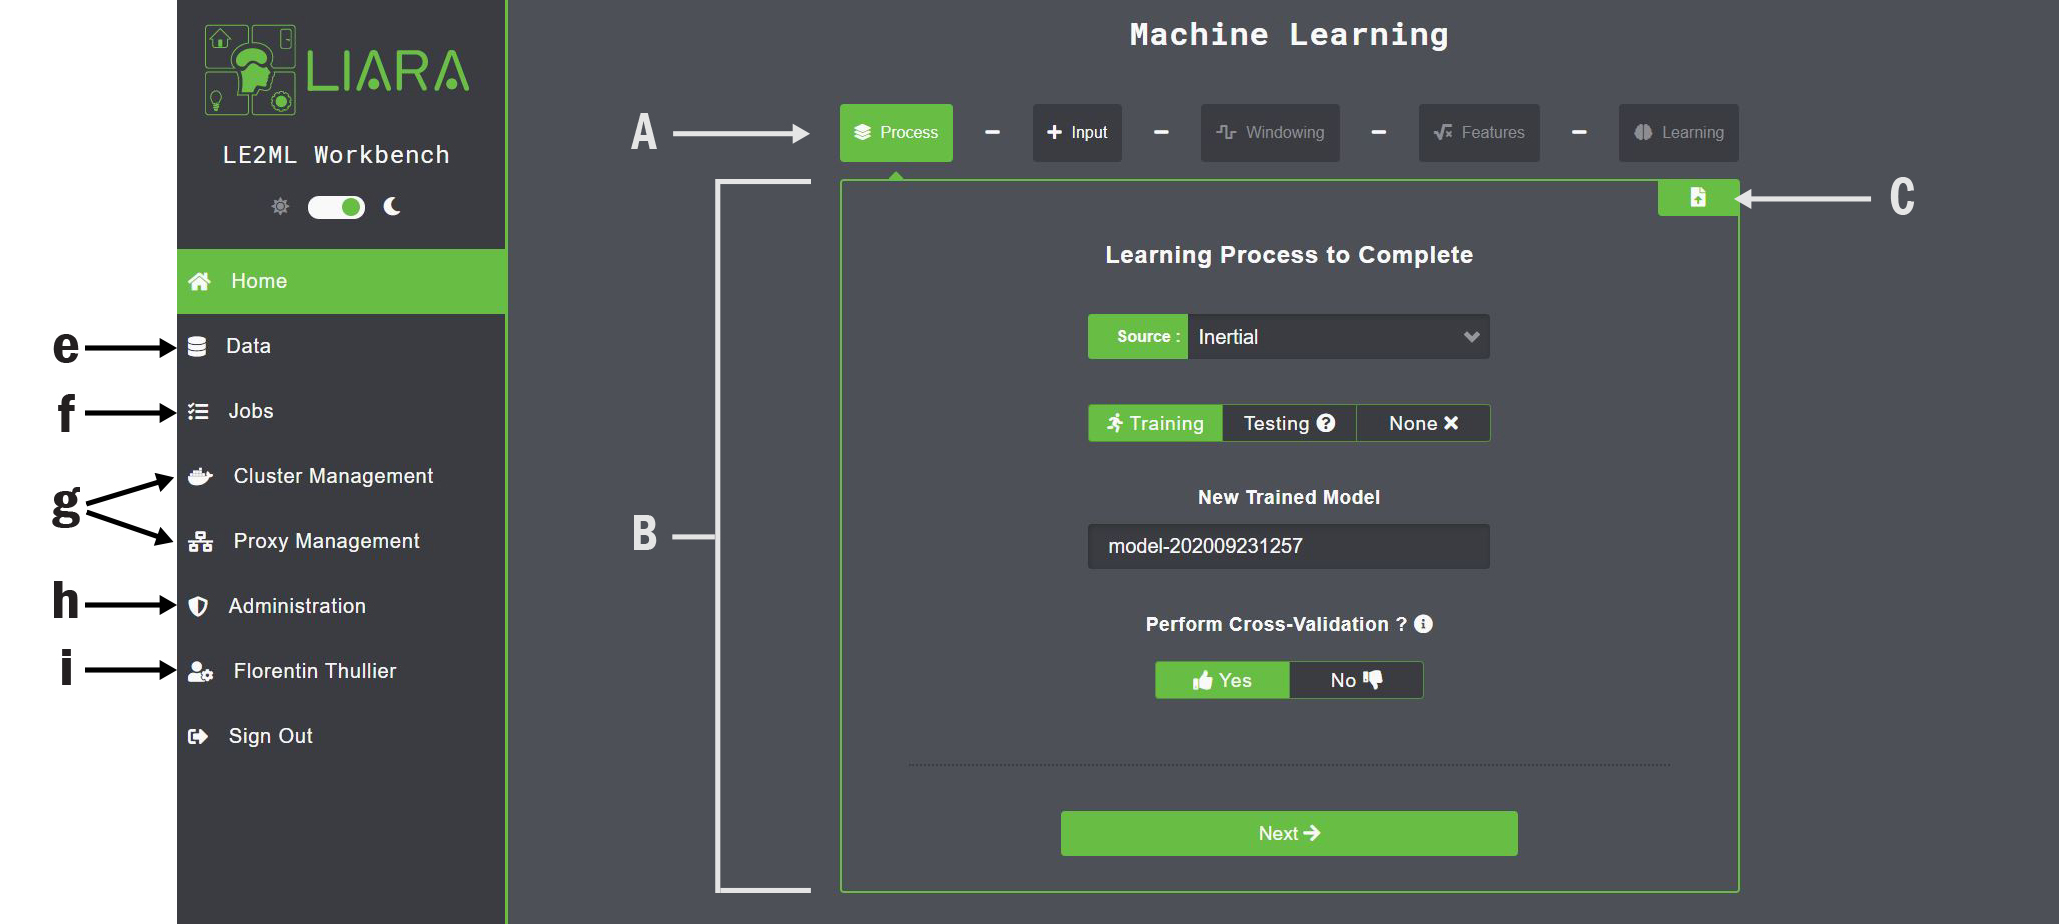 LIARA
LE2ML Workbench
Home
e
Data
f
Jobs
g
Cluster Management
Proxy Management
h
Administration
i
Florentin Thullier
Sign Out
Machine Learning
A
Process
Input
Windowing
Features
Learning
B
C
Learning Process to Complete
Source :
Inertial
Training
Testing
None
New Trained Model
model-202009231257
Perform Cross-Validation ?
Yes
No
Next